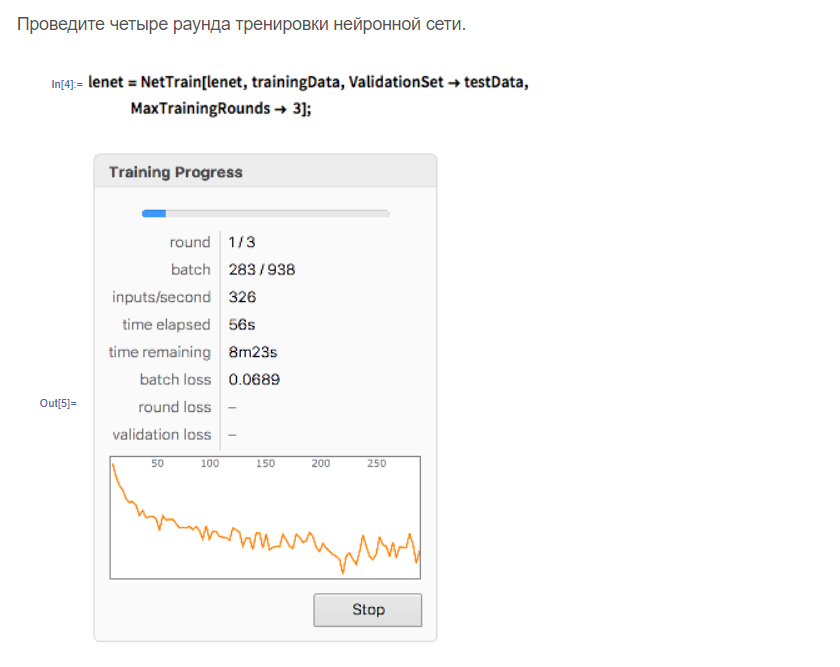 Проведите четыре раунда тренировки нейронной сети.
In[4]:= lenet = NetTrain[lenet, trainingData, ValidationSet → testData,
MaxTrainingRounds → 3];
Training Progress
round 1 / 3
batch 283 / 938
inputs/second 326
time elapsed 56s
time remaining 8m23s
batch loss 0.0689
Out[5]=
round loss –
validation loss –
50 100 150 200 250
Stop